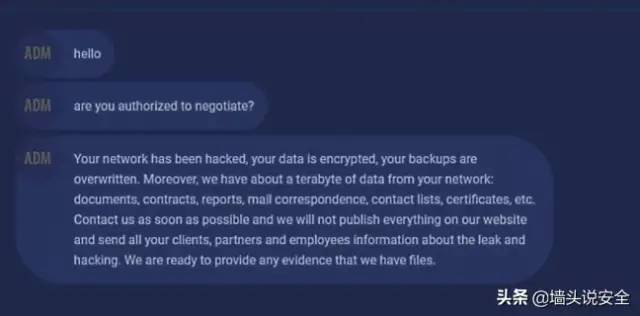 ADM hello
ADM are you authorized to negotiate?
ADM Your network has been hacked, your data is encrypted, your backups are
overwritten. Moreover, we have about a terabyte of data from your network:
documents, contracts, reports, mail correspondence, contact lists, certificates, etc.
Contact us as soon as possible and we will not publish everything on our website
and send all your clients, partners and employees information about the leak and
hacking. We are ready to provide any evidence that we have files.
头条 @墙头说安全